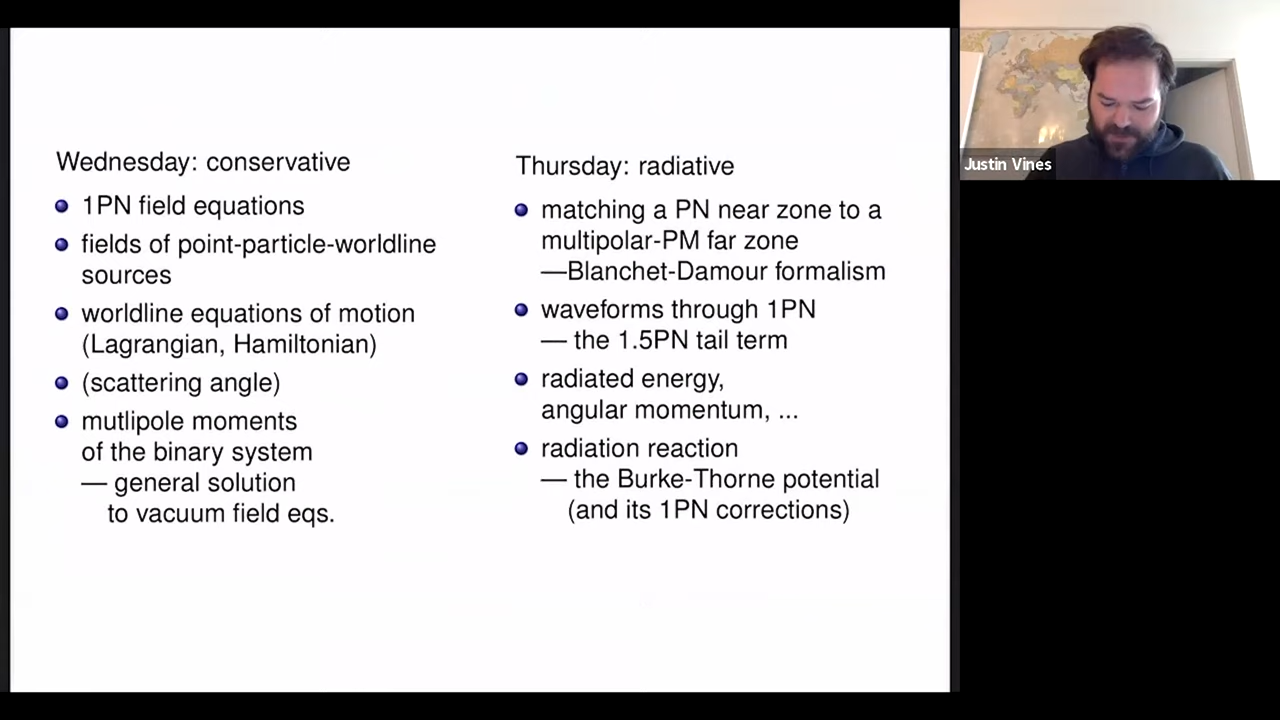 Wednesday: conservative
1PN field equations
fields of point-particle-worldline
sources
worldline equations of motion
(Lagrangian, Hamiltonian)
(scattering angle)
mutlipole moments
of the binary system
— general solution
to vacuum field eqs.
Thursday: radiative
matching a PN near zone to a
multipolar-PM far zone
—Blanchet-Damour formalism
waveforms through 1PN
— the 1.5PN tail term
radiated energy,
angular momentum, ...
radiation reaction
— the Burke-Thorne potential
(and its 1PN corrections)
Justin Vines